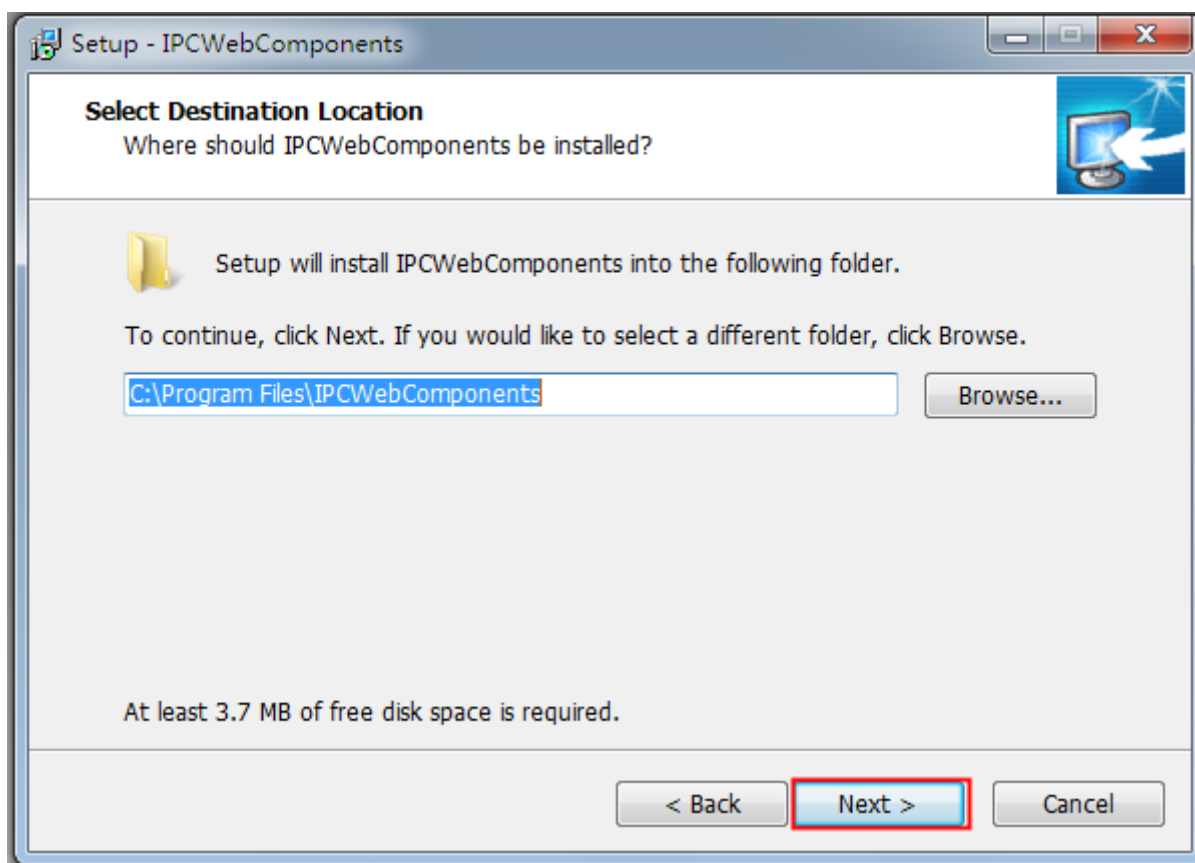 Setup - IPCWebComponents
Select Destination Location
Where should IPCWebComponents be installed?
Setup will install IPCWebComponents into the following folder.
To continue, click Next. If you would like to select a different folder, click Browse.
C:\Program Files\IPCWebComponents
Browse...
At least 3.7 MB of free disk space is required.
< Back
Next >
Cancel